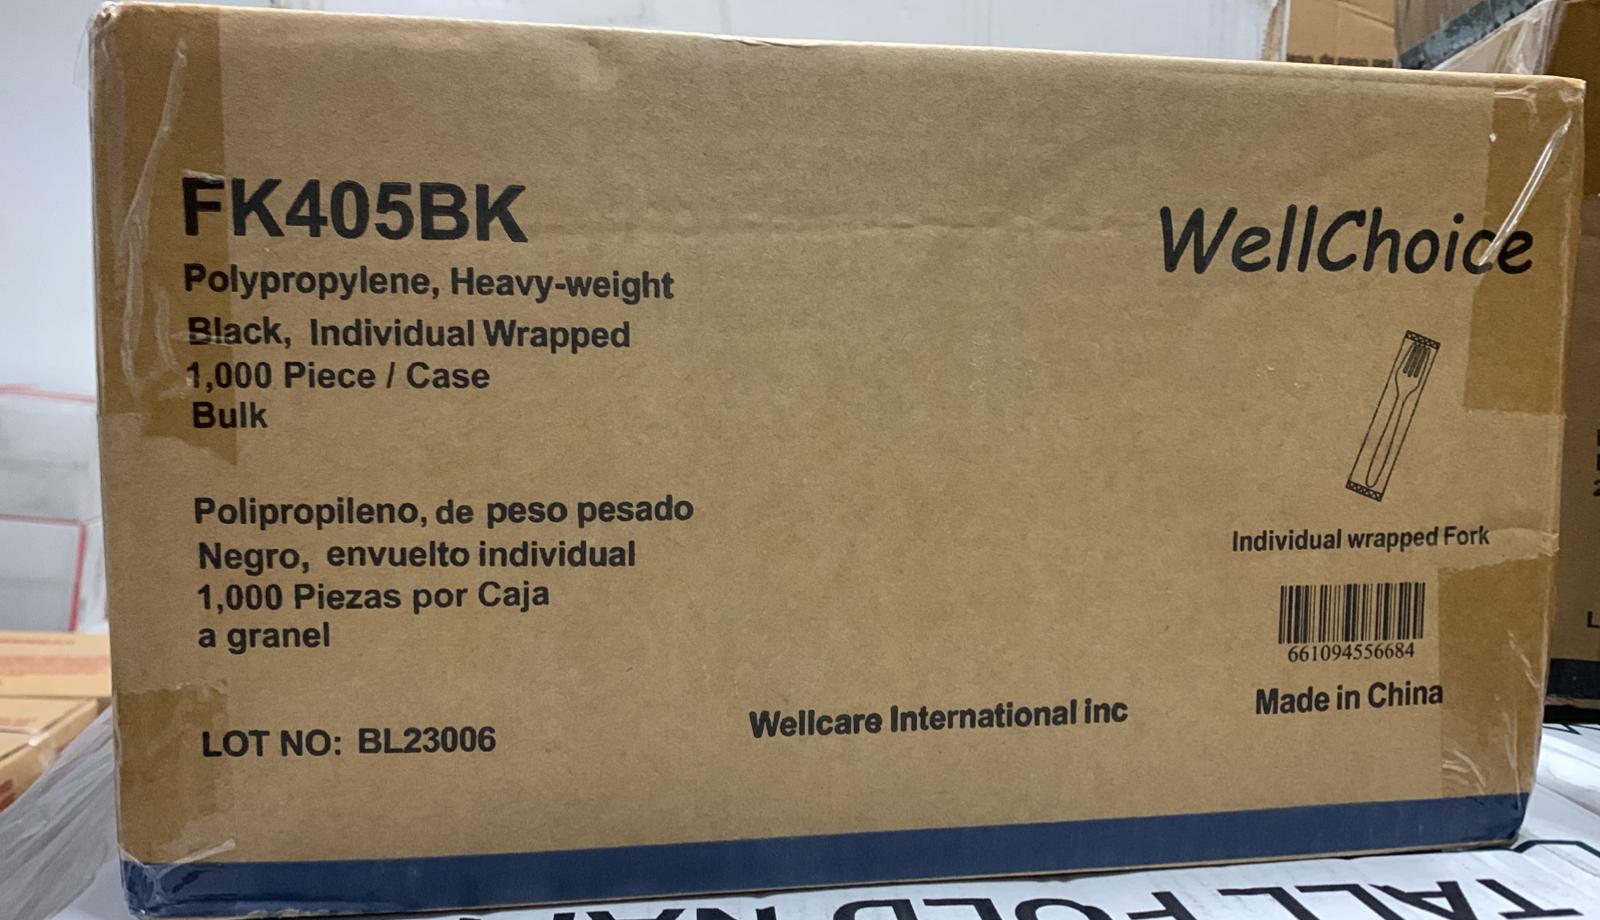 FK405BK
Polypropylene, Heavy-weight
Black, Individual Wrapped
1,000 Piece / Case
Bulk
Polipropileno, de peso pesado
Negro, envuelto individual
1,000 Piezas por Caja
a granel
LOT NO: BL23006
Wellcare International inc
WellChoice
Individual wrapped Fork
661094556684
Made in China
TALL FOLD